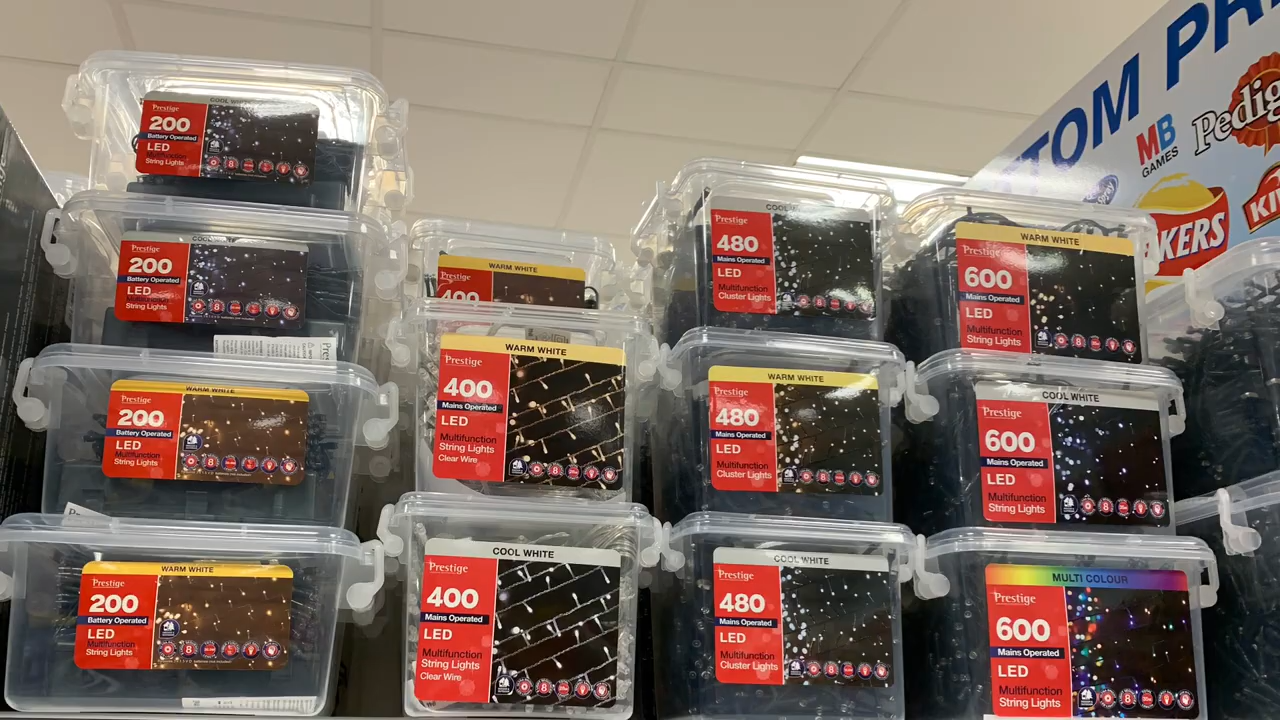 COOL WHITE
Prestige
200
Battery Operated
LED
Multifunction
String Lights
COOL WHITE
Prestige
200
Battery Operated
LED
Multifunction
String Lights
WARM WHITE
Prestige
200
Battery Operated
LED
Multifunction
String Lights
WARM WHITE
Prestige
200
Battery Operated
LED
Multifunction
String Lights
WARM WHITE
Prestige
400
WARM WHITE
Prestige
400
Mains Operated
LED
Multifunction
String Lights
Clear Wire
COOL WHITE
Prestige
400
Mains Operated
LED
Multifunction
String Lights
Clear Wire
COOL WHITE
Prestige
480
Mains Operated
LED
Multifunction
Cluster Lights
WARM WHITE
Prestige
480
Mains Operated
LED
Multifunction
Cluster Lights
COOL WHITE
Prestige
480
Mains Operated
LED
Multifunction
Cluster Lights
WARM WHITE
Prestige
600
Mains Operated
LED
Multifunction
String Lights
COOL WHITE
Prestige
600
Mains Operated
LED
Multifunction
String Lights
MULTI COLOUR
Prestige
600
Mains Operated
LED
Multifunction
String Lights
TOM PR
MB
GAMES
Pedig
KERS
KI